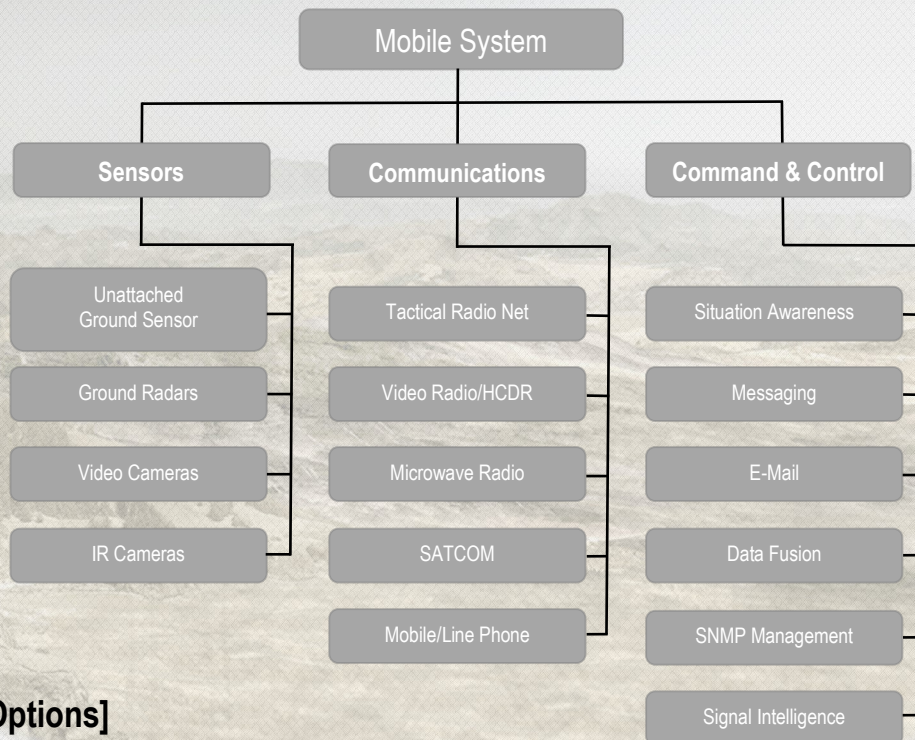 Mobile System
Sensors
Unattached
Ground Sensor
Ground Radars
Video Cameras
IR Cameras
Communications
Tactical Radio Net
Video Radio/HCDR
Microwave Radio
SATCOM
Mobile/Line Phone
Command & Control
Situation Awareness
Messaging
E-Mail
Data Fusion
SNMP Management
Signal Intelligence
Options]